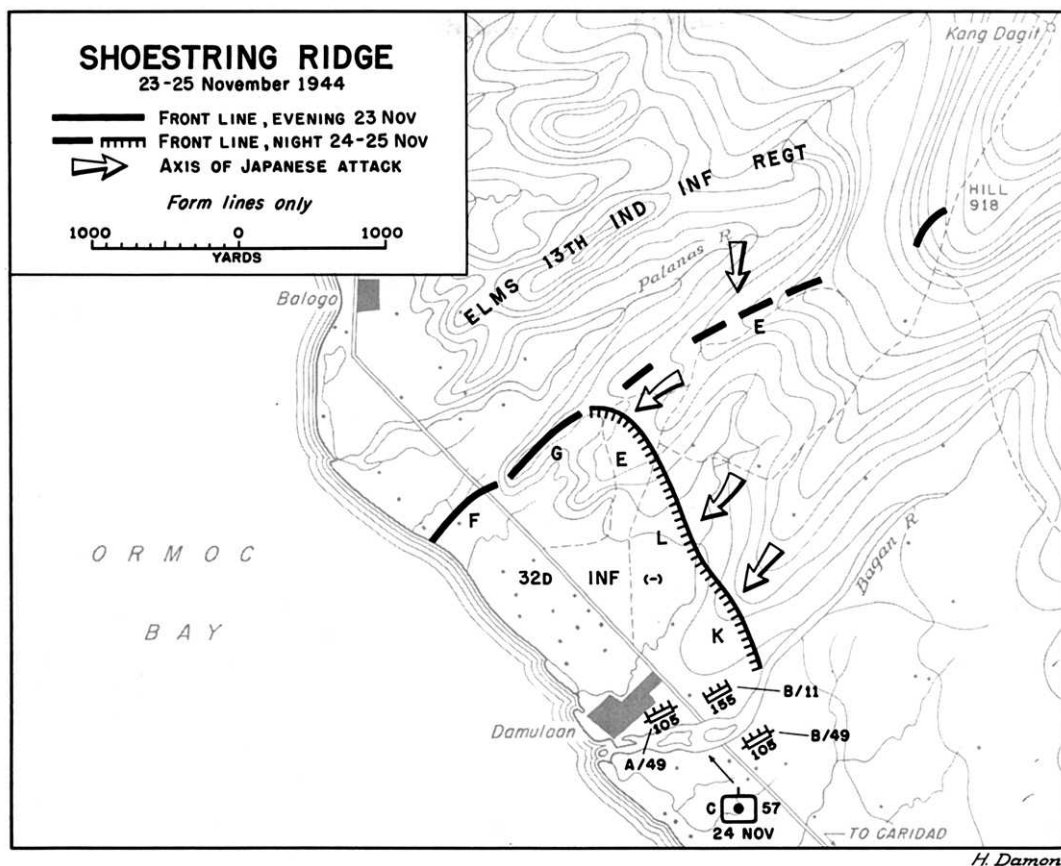 SHOESTRING RIDGE
23-25 November 1944
FRONT LINE, EVENING 23 NOV
FRONT LINE, NIGHT 24-25 NOV
AXIS OF JAPANESE ATTACK
Form lines only
1000 0 1000
YARDS
Kang Dagit
HILL
918
ELMS 13TH IND INF REGT
Palanas R
Balogo
E
G
E
F
L
32D INF (-)
Bagan R
ORMOC
BAY
K
B/11
155
Damulaan
105
B/49
105
A/49
C 57
24 NOV
TO CARIDAD
H. Damon